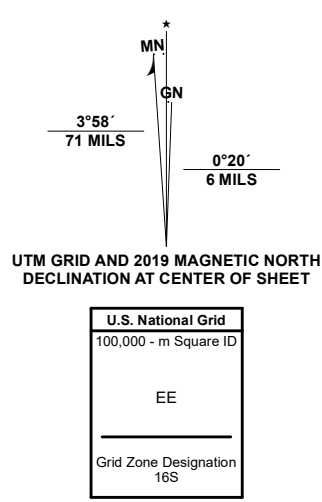 ★
MN
GN
3°58´
71 MILS
0°20´
6 MILS
UTM GRID AND 2019 MAGNETIC NORTH
DECLINATION AT CENTER OF SHEET
U.S. National Grid
100,000 - m Square ID
EE
Grid Zone Designation
16S